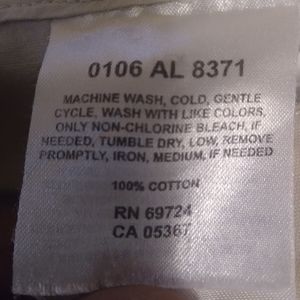 0106 AL 8371
MACHINE WASH, COLD, GENTLE
CYCLE, WASH WITH LIKE COLORS,
ONLY NON-CHLORINE BLEACH, IF
NEEDED, TUMBLE DRY, LOW, REMOVE
PROMPTLY, IRON, MEDIUM, IF NEEDED
100% COTTON
RN 69724
CA 05367